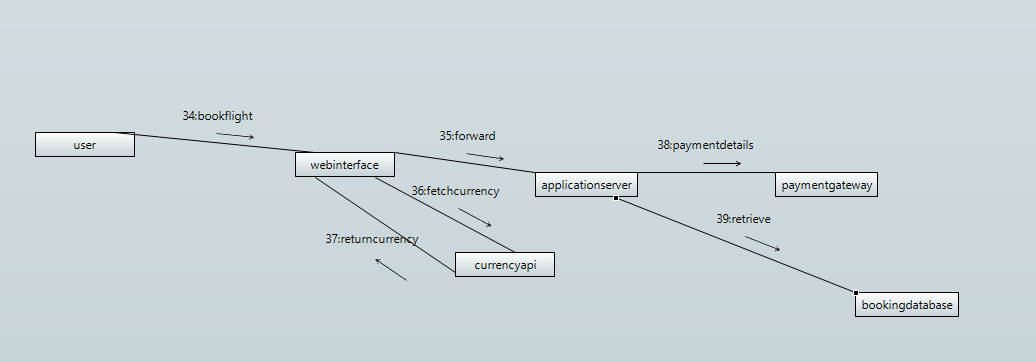 34:bookflight
user
35:forward
webinterface
38:paymentdetails
applicationserver
paymentgateway
36:fetchcurrency
39:retrieve
37:returncurrency
currencyapi
bookingdatabase